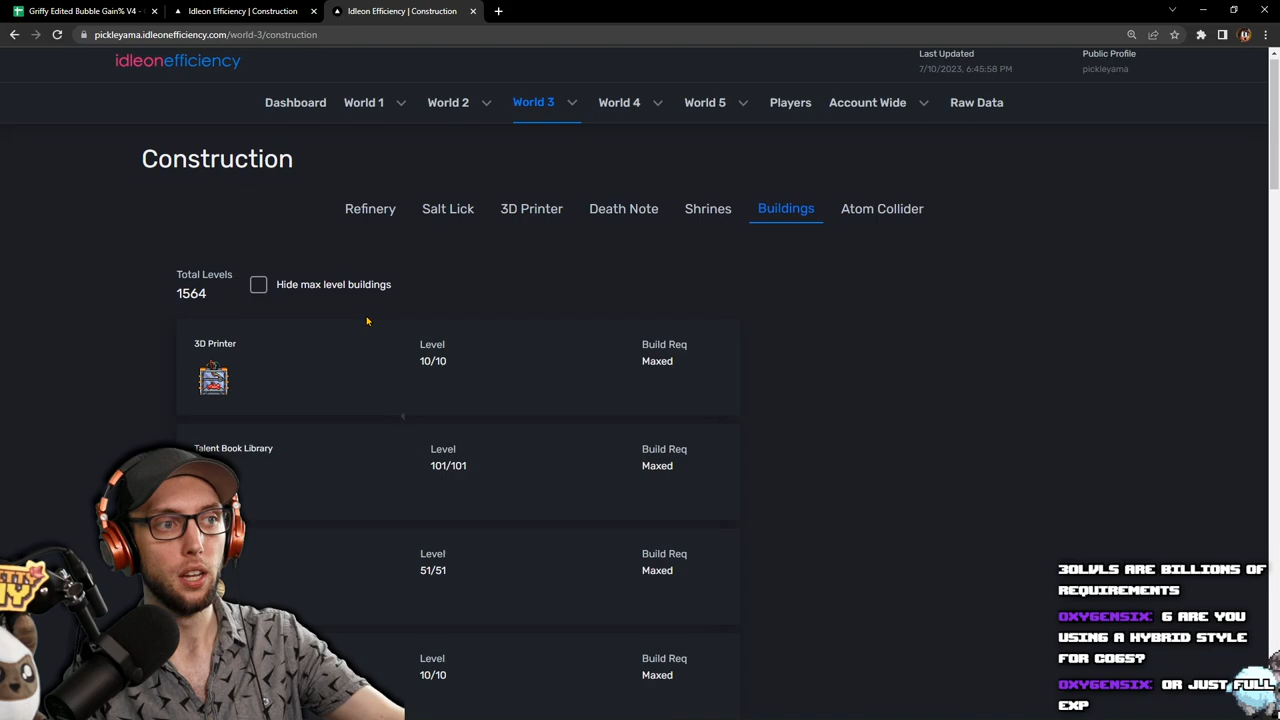 Griffy Edited Bubble Gain% V4 -
Idleon Efficiency | Construction
Idleon Efficiency | Construction
pickleyama.idleonefficiency.com/world-3/construction
idleonefficiency
Last Updated
7/10/2023, 6:45:58 PM
Public Profile
pickleyama
Dashboard
World 1
World 2
World 3
World 4
World 5
Players
Account Wide
Raw Data
Construction
Refinery
Salt Lick
3D Printer
Death Note
Shrines
Buildings
Atom Collider
Total Levels
1564
Hide max level buildings
3D Printer
Level
10/10
Build Req
Maxed
Talent Book Library
Level
101/101
Build Req
Maxed
Level
51/51
Build Req
Maxed
Level
10/10
Build Req
Maxed
30LVLS ARE BILLIONS OF
REQUIREMENTS
OXYGENSIX: G ARE YOU
USING A HYBRID STYLE
FOR COGS?
OXYGENSIX: OR JUST FULL
EXP